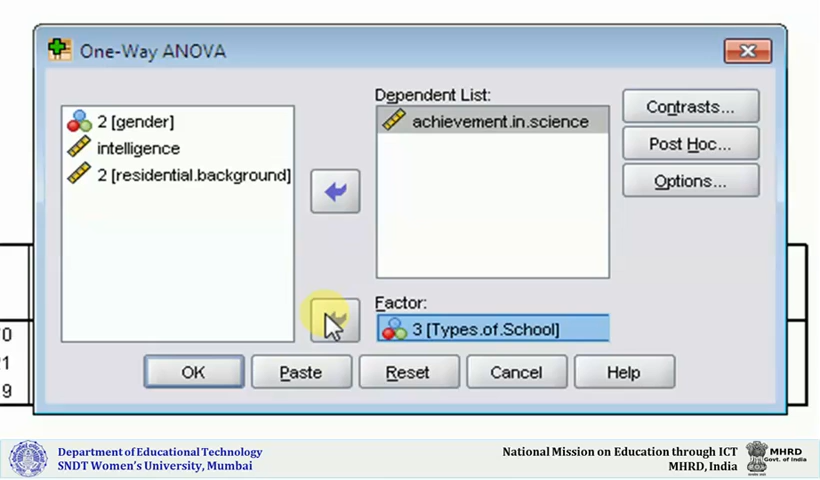 One-Way ANOVA
Dependent List:
2 [gender]
intelligence
2 [residential.background]
achievement.in.science
Contrasts...
Post Hoc...
Options...
Factor:
3 [Types.of.School]
OK
Paste
Reset
Cancel
Help
0
1
9
Department of Educational Technology
SNDT Women's University, Mumbai
National Mission on Education through ICT
MHRD, India
MHRD
Govt. of India